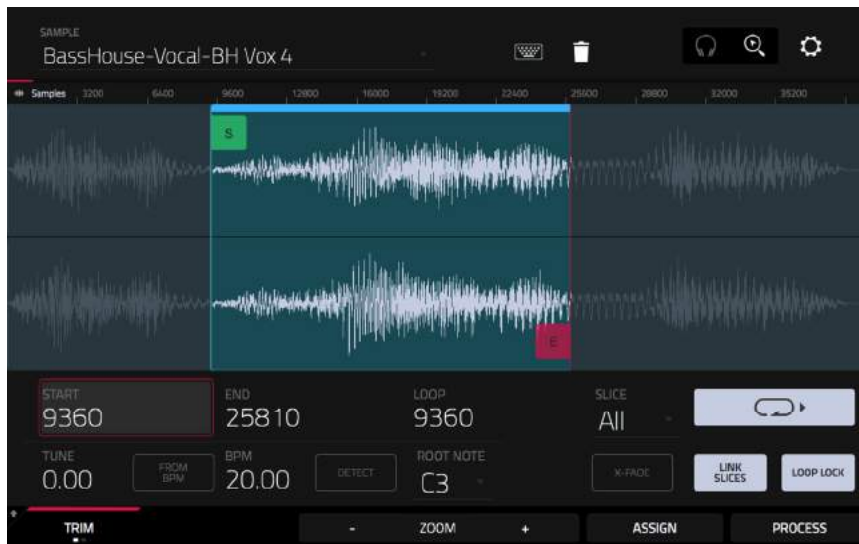 SAMPLE
BassHouse-Vocal-BH Vox 4
Samples 3200 6400 9600 12800 16000 19200 22400 25600 28800 32000 35200
S
E
START END LOOP SLICE
9360 25810 9360 All
TUNE FROM BPM BPM DETECT ROOT NOTE X-FADE LINK SLICES LOOP LOCK
0.00 20.00 C3
TRIM - ZOOM + ASSIGN PROCESS